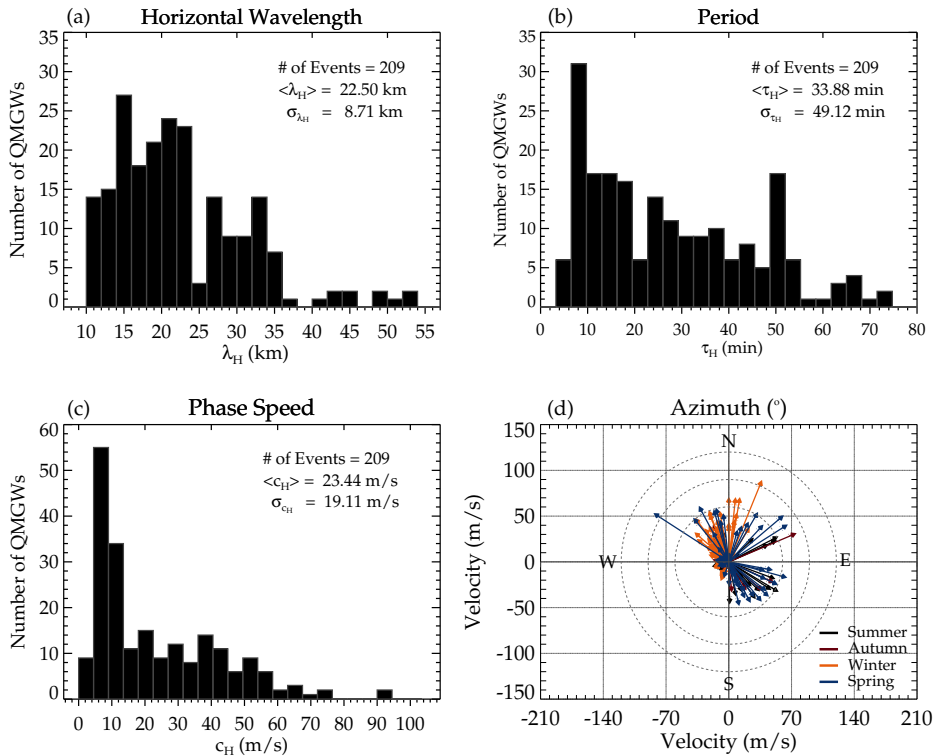 (a) Horizontal Wavelength
35
30
25
20
15
10
5
0
Number of QMGWs
# of Events = 209
<λH> = 22.50 km
σλH = 8.71 km
10 15 20 25 30 35 40 45 50 55
λH (km)
(b) Period
35
30
25
20
15
10
5
0
Number of QMGWs
# of Events = 209
<τH> = 33.88 min
στH = 49.12 min
0 10 20 30 40 50 60 70 80
τH (min)
(c) Phase Speed
60
50
40
30
20
10
0
Number of QMGWs
# of Events = 209
<cH> = 23.44 m/s
σcH = 19.11 m/s
0 10 20 30 40 50 60 70 80 90 100
cH (m/s)
(d) Azimuth (°)
150
100
50
0
-50
-100
-150
Velocity (m/s)
N
W E
S
Summer
Autumn
Winter
Spring
-210 -140 -70 0 70 140 210
Velocity (m/s)